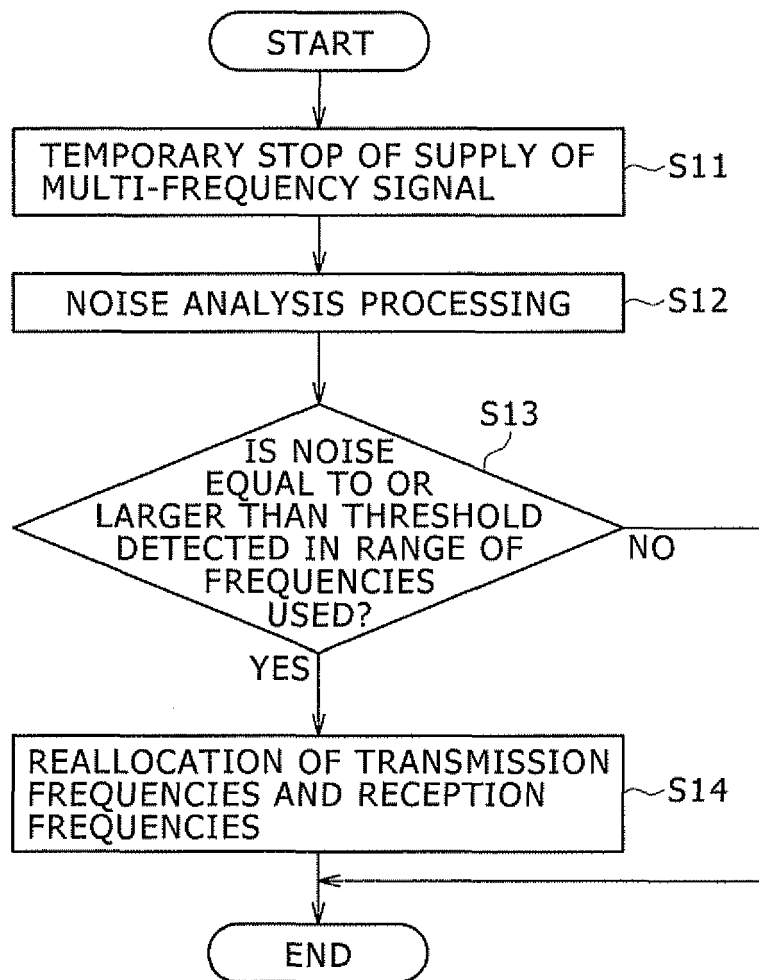 START
TEMPORARY STOP OF SUPPLY OF
MULTI-FREQUENCY SIGNAL
S11
NOISE ANALYSIS PROCESSING
S12
S13
IS NOISE
EQUAL TO OR
LARGER THAN THRESHOLD
DETECTED IN RANGE OF
FREQUENCIES
USED?
NO
YES
REALLOCATION OF TRANSMISSION
FREQUENCIES AND RECEPTION
FREQUENCIES
S14
END